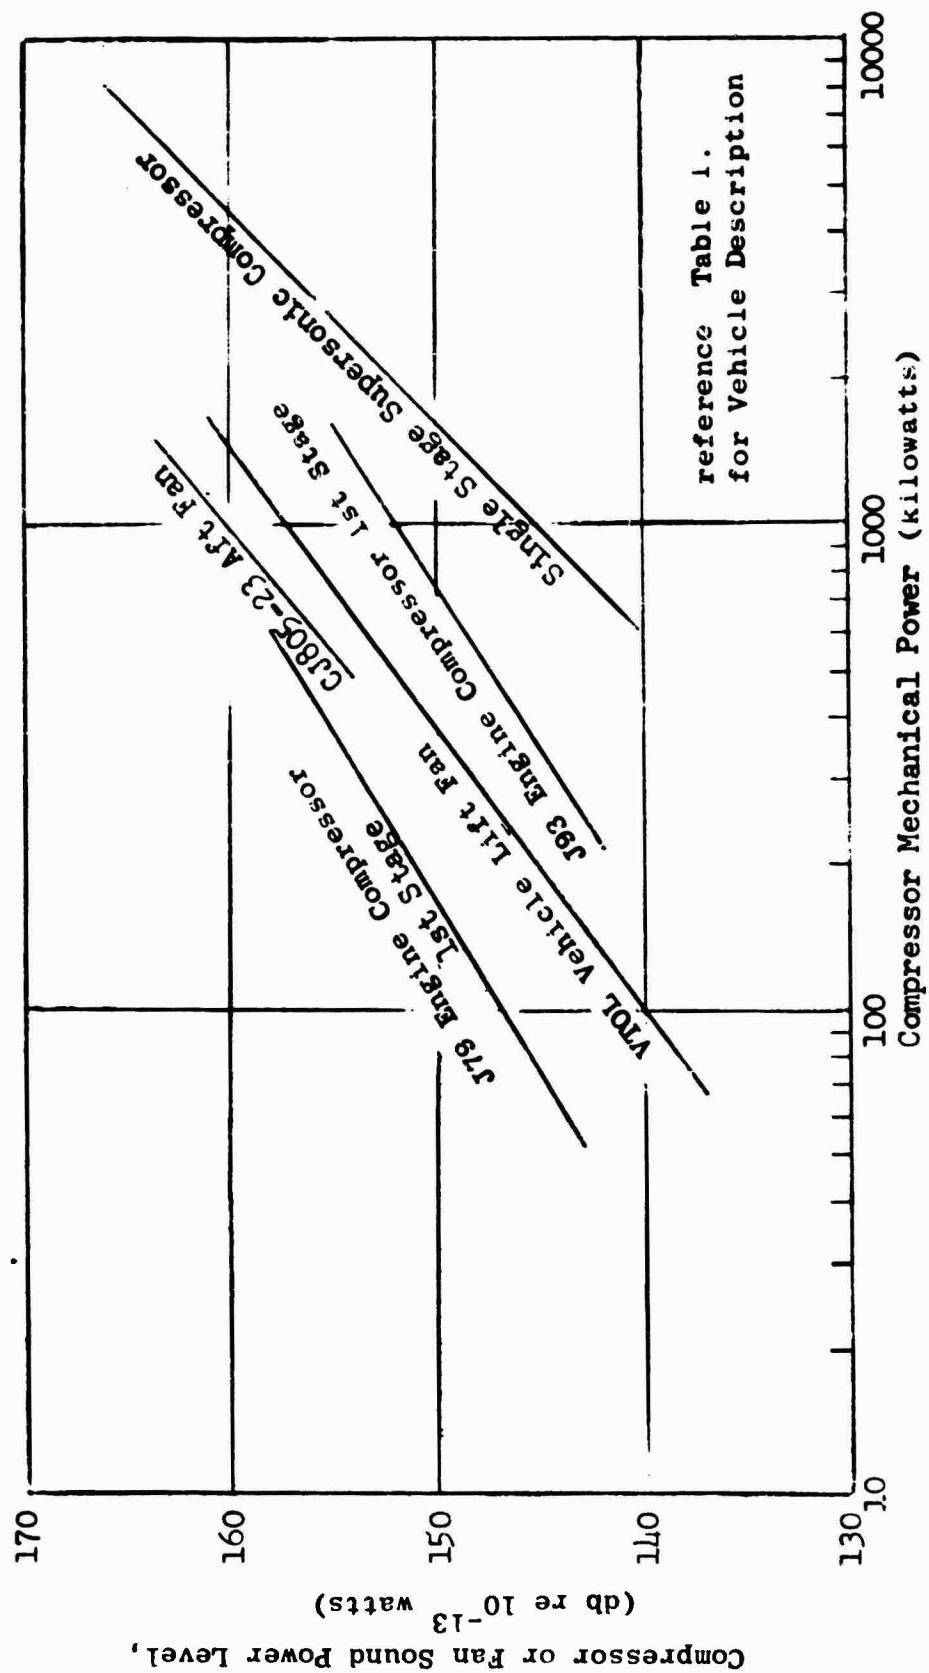 Compressor or Fan Sound Power Level,
(db re 10-13 watts)
170
160
150
140
130
10
100
1000
10000
Compressor Mechanical Power (kilowatts)
J79 Engine Compressor
1st Stage
CJ805-23 Aft Fan
VTOL Vehicle Lift Fan
J93 Engine Compressor 1st Stage
Single Stage Supersonic Compressor
reference Table 1.
for Vehicle Description